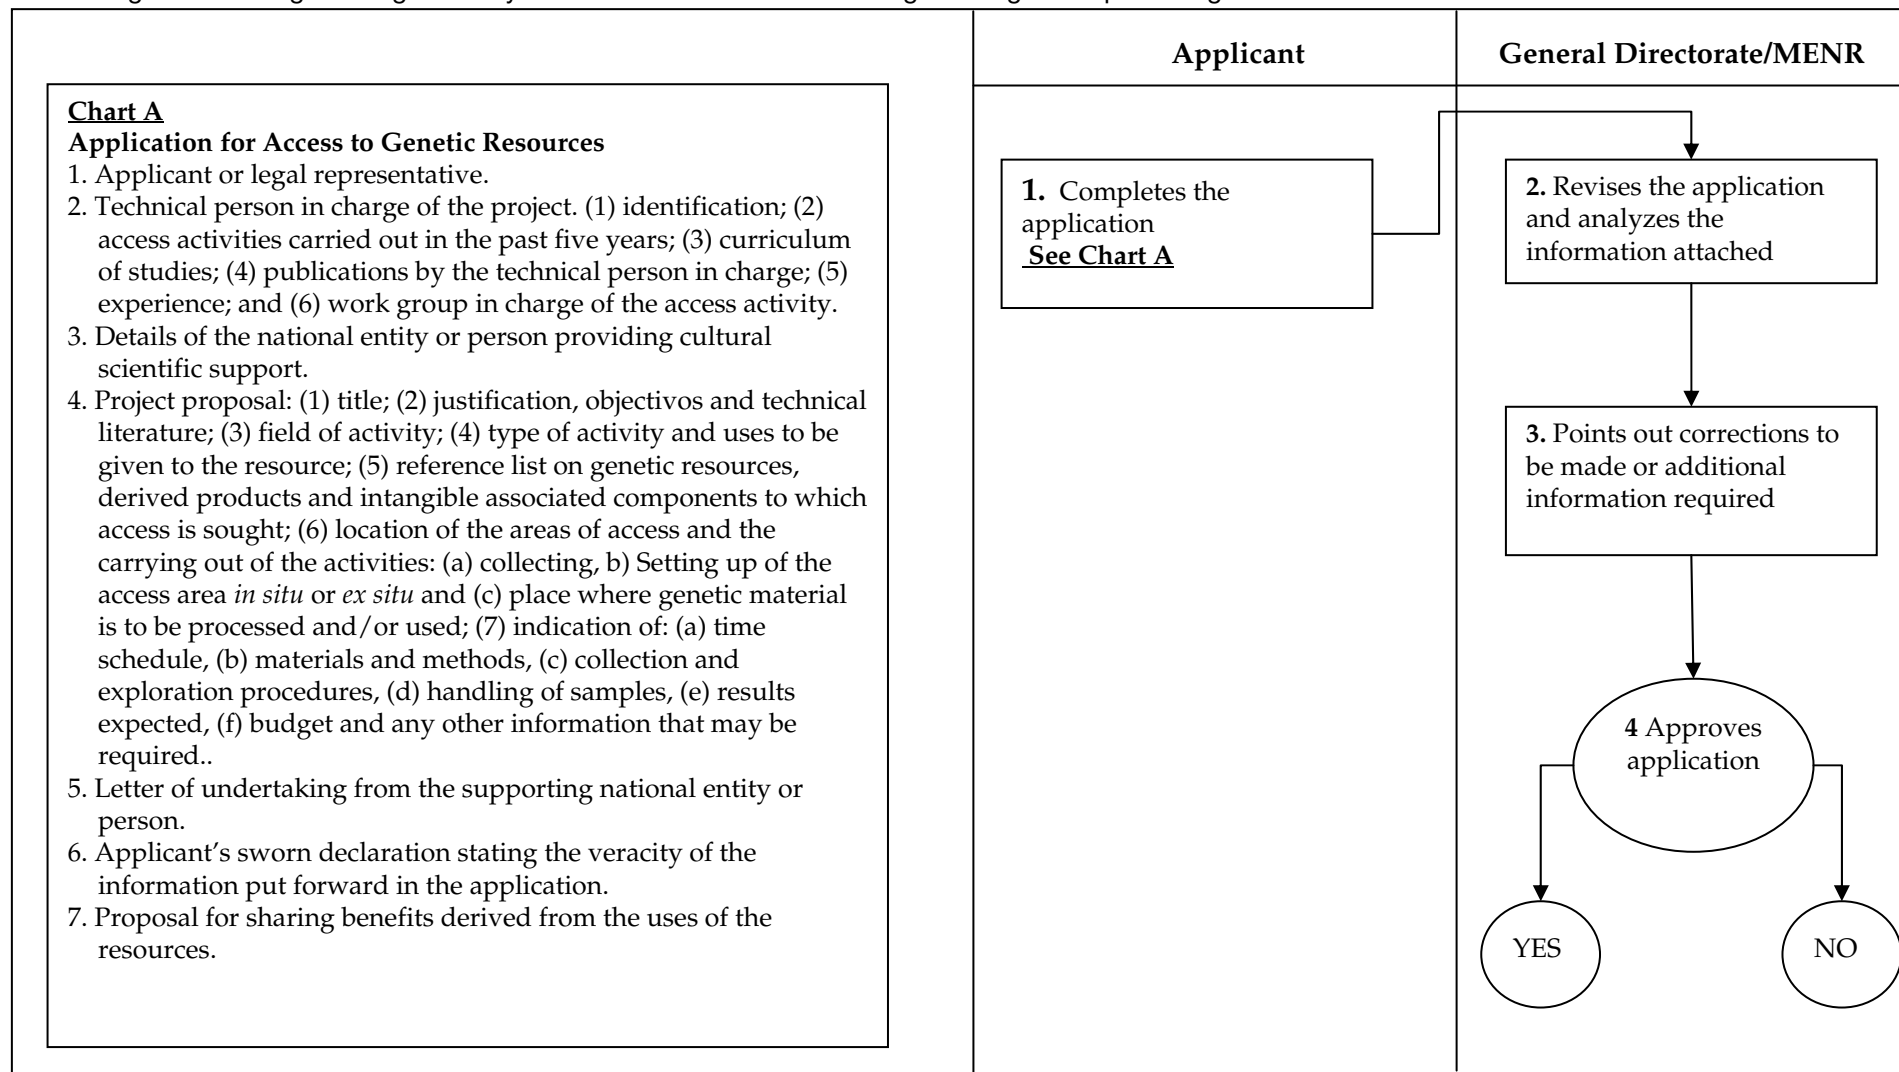 Chart A
Application for Access to Genetic Resources
1. Applicant or legal representative.
2. Technical person in charge of the project. (1) identification; (2)
access activities carried out in the past five years; (3) curriculum
of studies; (4) publications by the technical person in charge; (5)
experience; and (6) work group in charge of the access activity.
3. Details of the national entity or person providing cultural
scientific support.
4. Project proposal: (1) title; (2) justification, objectivos and technical
literature; (3) field of activity; (4) type of activity and uses to be
given to the resource; (5) reference list on genetic resources,
derived products and intangible associated components to which
access is sought; (6) location of the areas of access and the
carrying out of the activities: (a) collecting, b) Setting up of the
access area in situ or ex situ and (c) place where genetic material
is to be processed and/or used; (7) indication of: (a) time
schedule, (b) materials and methods, (c) collection and
exploration procedures, (d) handling of samples, (e) results
expected, (f) budget and any other information that may be
required..
5. Letter of undertaking from the supporting national entity or
person.
6. Applicant's sworn declaration stating the veracity of the
information put forward in the application.
7. Proposal for sharing benefits derived from the uses of the
resources.
Applicant
1. Completes the
application
See Chart A
General Directorate/MENR
2. Revises the application
and analyzes the
information attached
3. Points out corrections to
be made or additional
information required
4 Approves
application
YES
NO